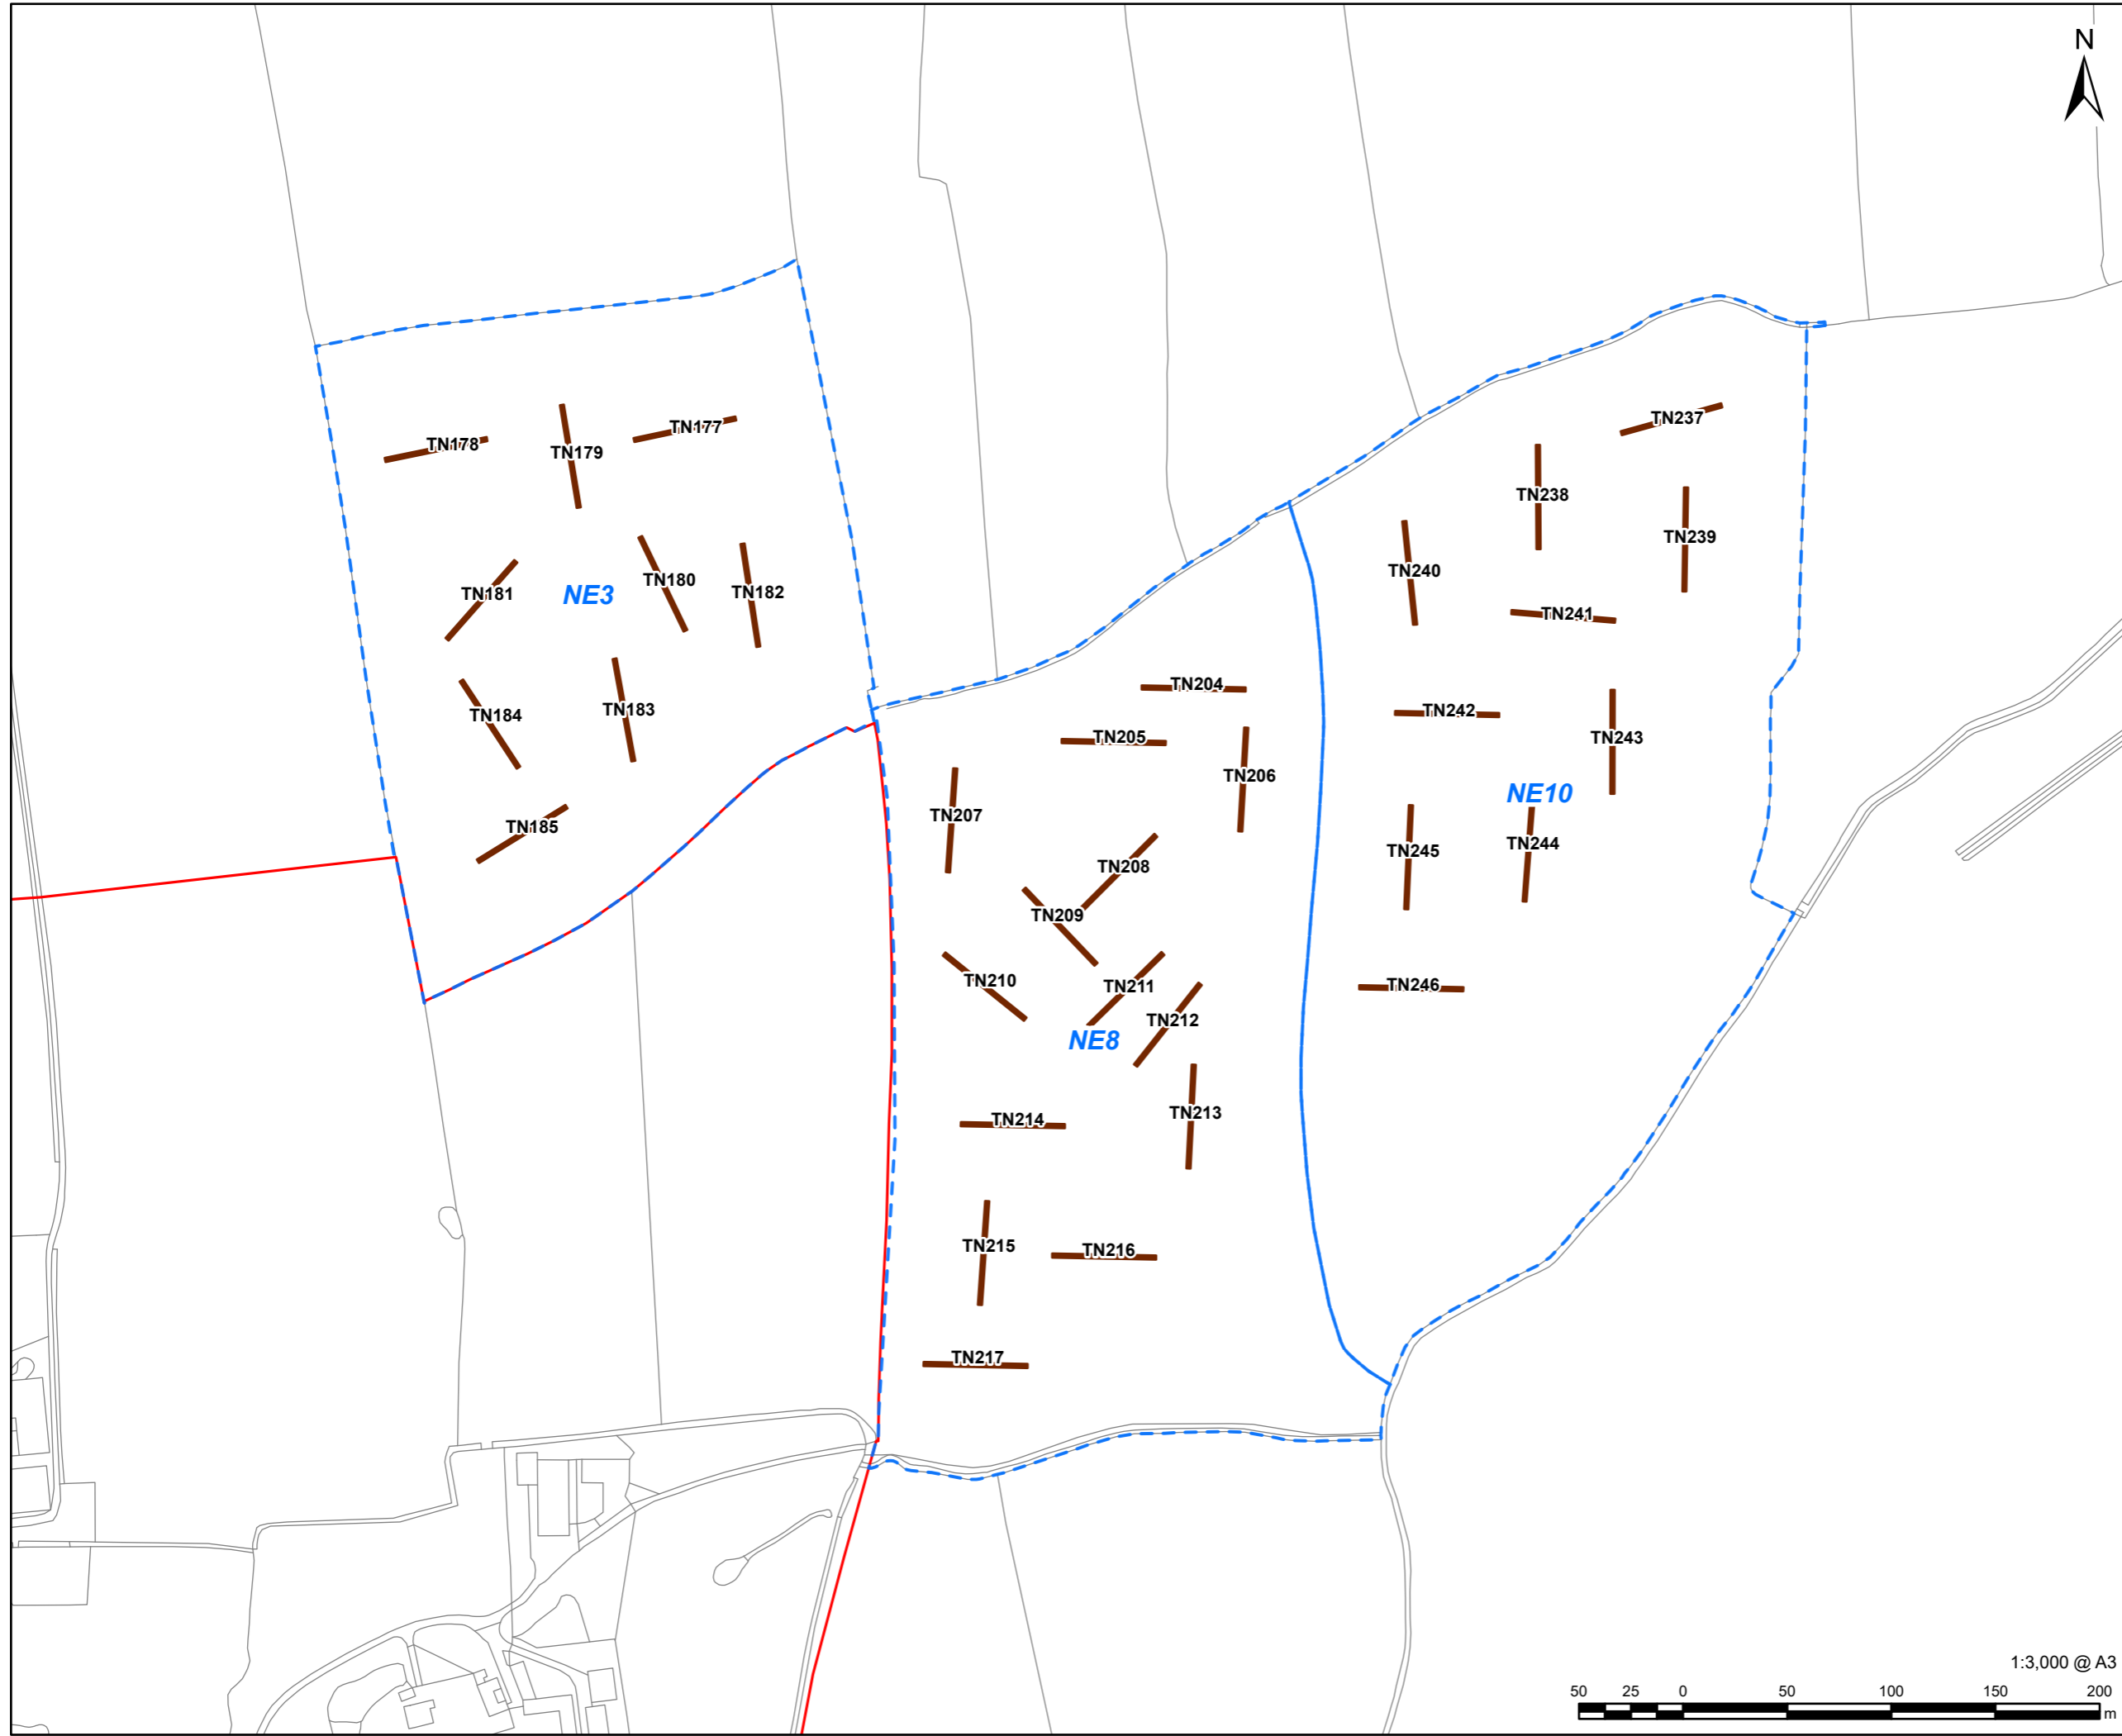 N
TN177
TN178
TN179
TN237
TN238
TN239
TN240
TN180
TN182
TN181
NE3
TN241
TN204
TN184
TN183
TN242
TN205
TN243
TN206
NE10
TN207
TN185
TN244
TN245
TN208
TN209
TN210
TN211
TN246
TN212
NE8
TN213
TN214
TN215
TN216
TN217
1:3,000 @ A3
50 25 0 50 100 150 200
m